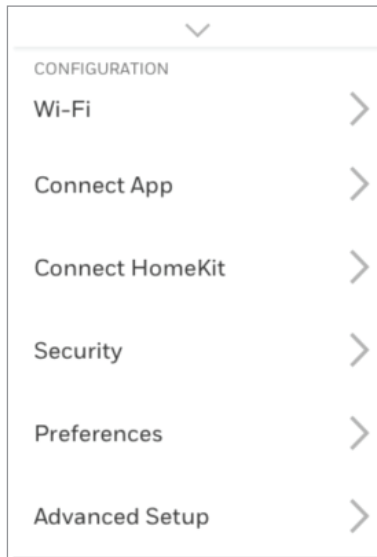 CONFIGURATION
Wi-Fi
Connect App
Connect HomeKit
Security
Preferences
Advanced Setup